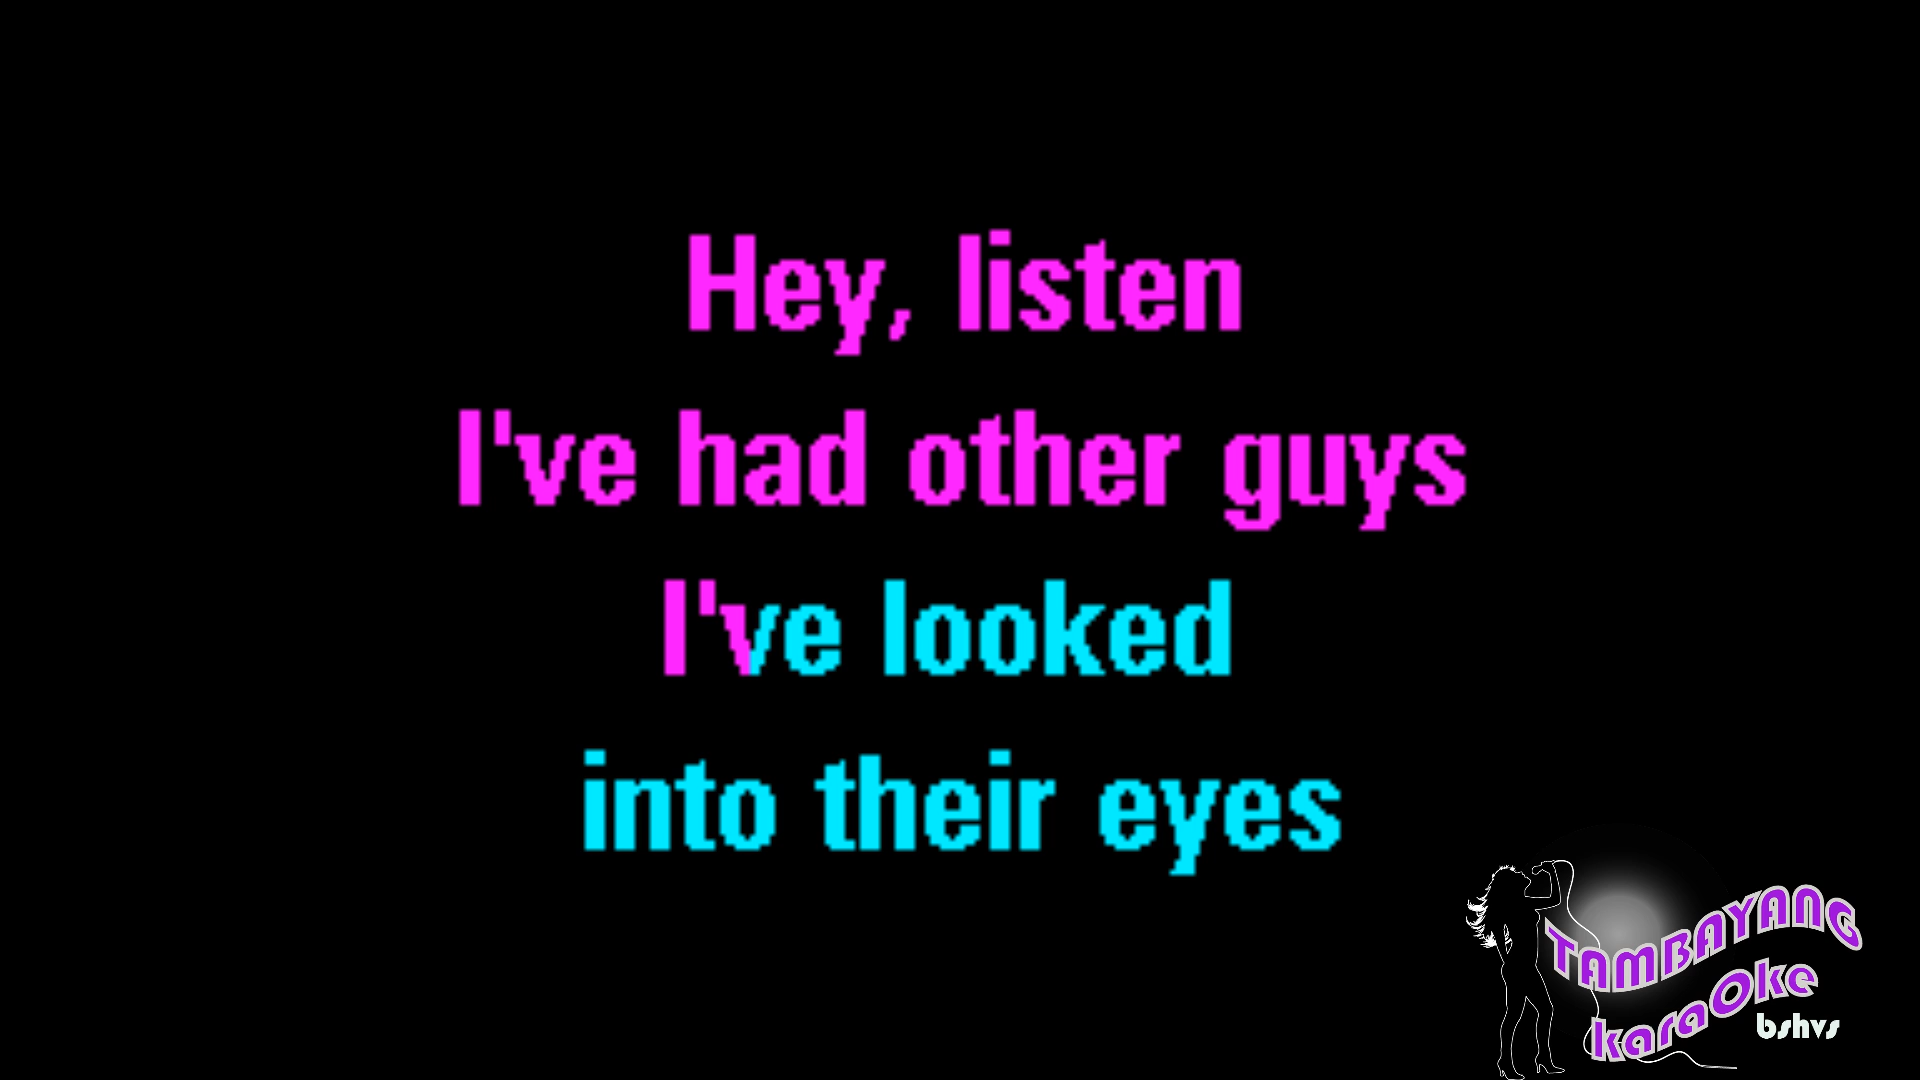 Hey, listen
I've had other guys
I've looked
into their eyes
TAMBAYANG
karaOke
bshvs